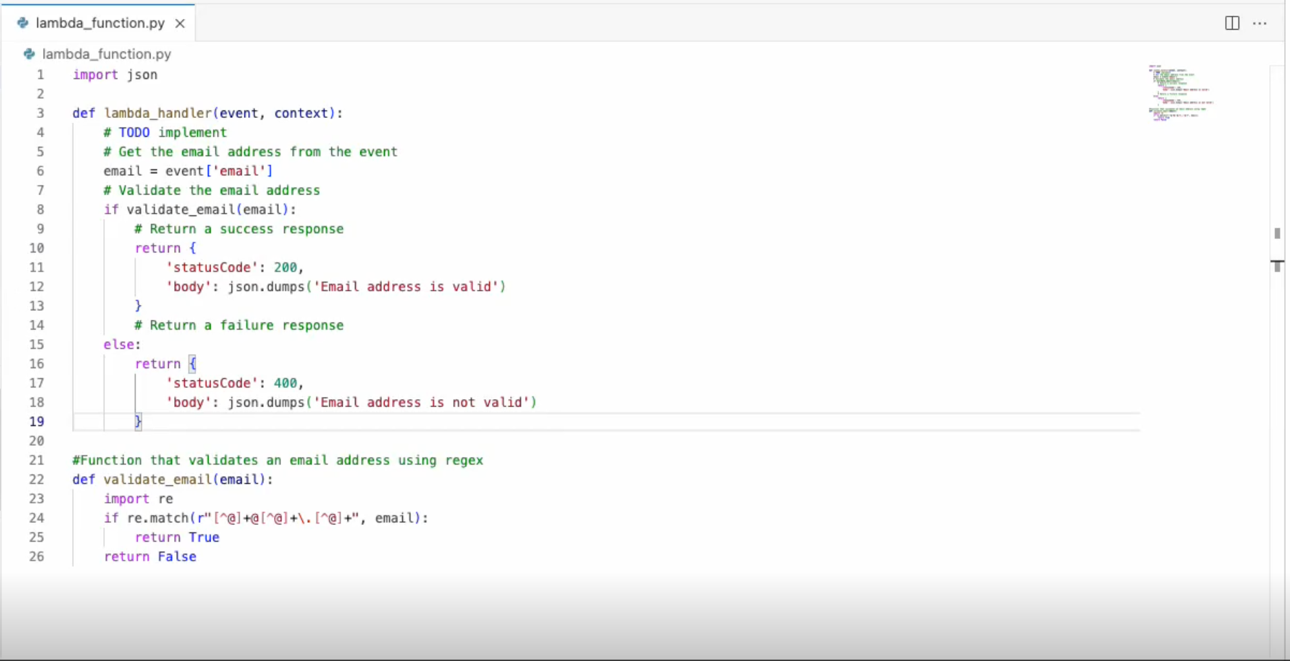 lambda_function.py
lambda_function.py
1 import json
2
3 def lambda_handler(event, context):
4     # TODO implement
5     # Get the email address from the event
6     email = event['email']
7     # Validate the email address
8     if validate_email(email):
9         # Return a success response
10         return {
11             'statusCode': 200,
12             'body': json.dumps('Email address is valid')
13         }
14         # Return a failure response
15     else:
16         return {
17             'statusCode': 400,
18             'body': json.dumps('Email address is not valid')
19         }
20
21 #Function that validates an email address using regex
22 def validate_email(email):
23     import re
24     if re.match(r"[^@]+@[^@]+\.[^@]+", email):
25         return True
26     return False